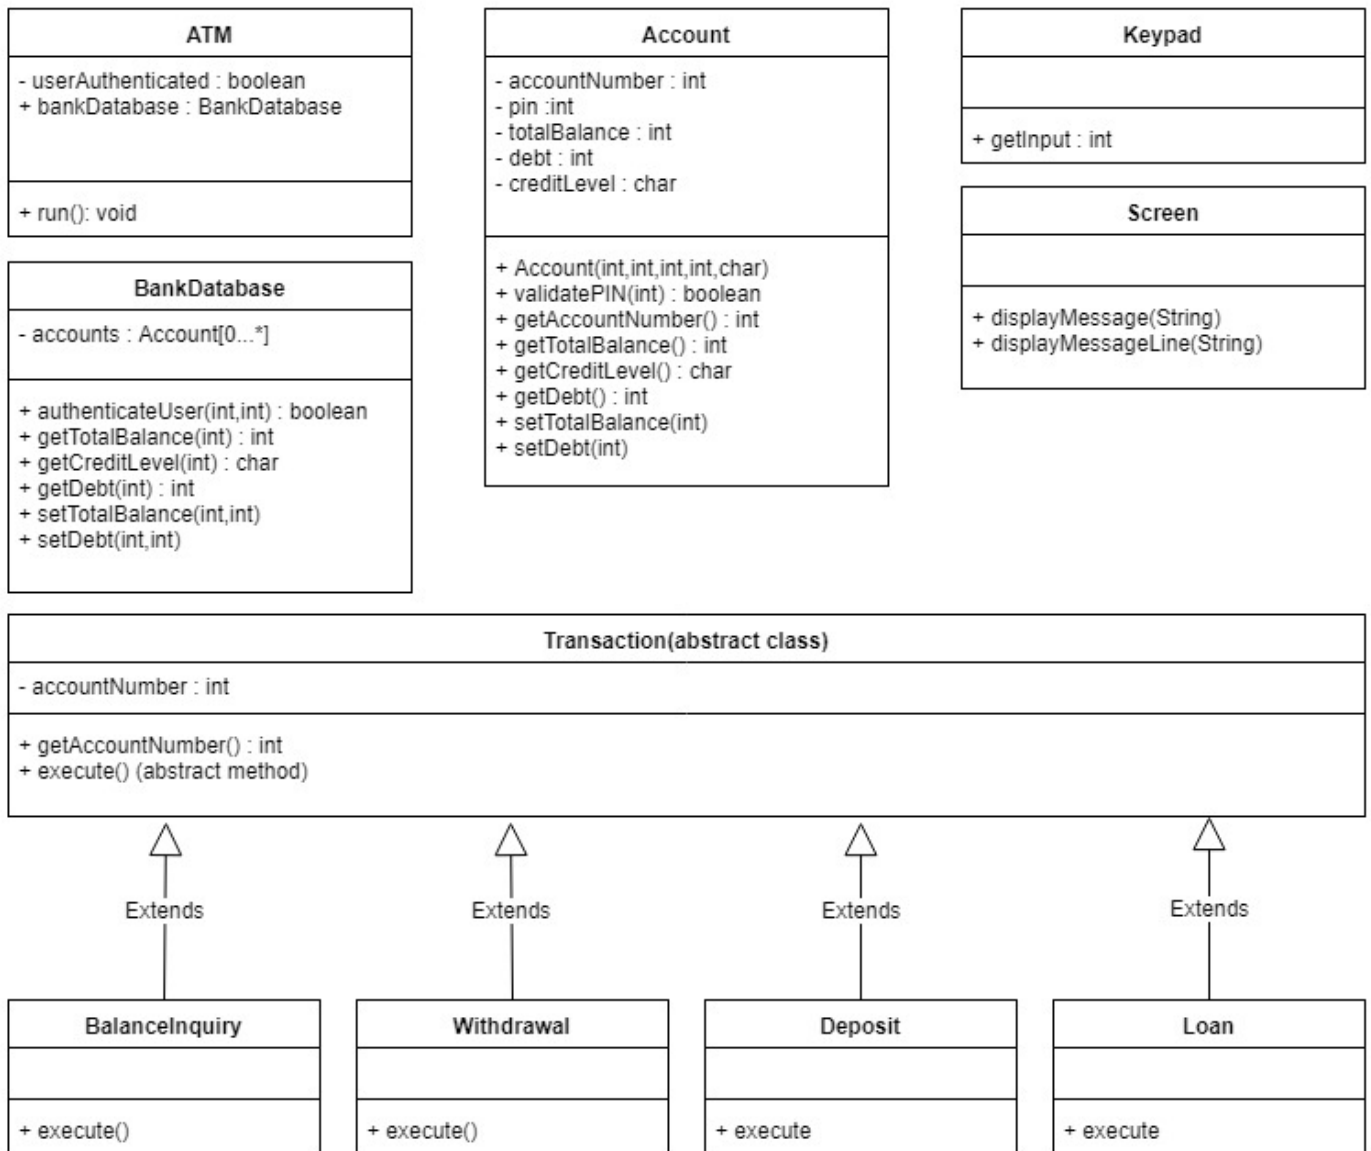 ATM
- userAuthenticated : boolean
+ bankDatabase : BankDatabase
+ run(): void
BankDatabase
- accounts : Account[0...*]
+ authenticateUser(int,int) : boolean
+ getTotalBalance(int) : int
+ getCreditLevel(int) : char
+ getDebt(int) : int
+ setTotalBalance(int,int)
+ setDebt(int,int)
Account
- accountNumber : int
- pin :int
- totalBalance : int
- debt : int
- creditLevel : char
+ Account(int,int,int,int,char)
+ validatePIN(int) : boolean
+ getAccountNumber() : int
+ getTotalBalance() : int
+ getCreditLevel() : char
+ getDebt() : int
+ setTotalBalance(int)
+ setDebt(int)
Keypad
+ getInput : int
Screen
+ displayMessage(String)
+ displayMessageLine(String)
Transaction(abstract class)
- accountNumber : int
+ getAccountNumber() : int
+ execute() (abstract method)
Extends
Extends
Extends
Extends
BalanceInquiry
+ execute()
Withdrawal
+ execute()
Deposit
+ execute
Loan
+ execute